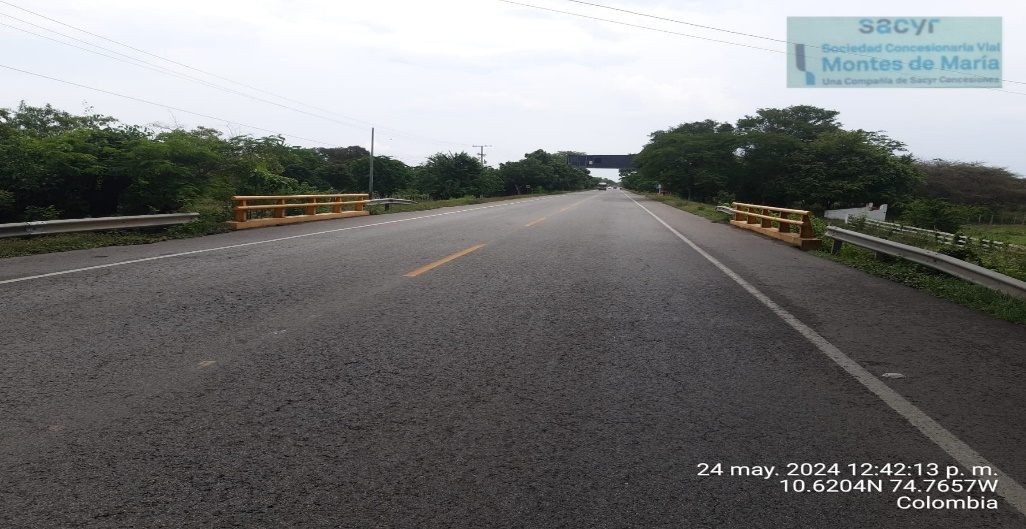 sacyr
Sociedad Concesionaria Vial
Montes de María
Una Compañía de Sacyr Concesiones
24 may. 2024 12:42:13 p. m.
10.6204N 74.7657W
Colombia